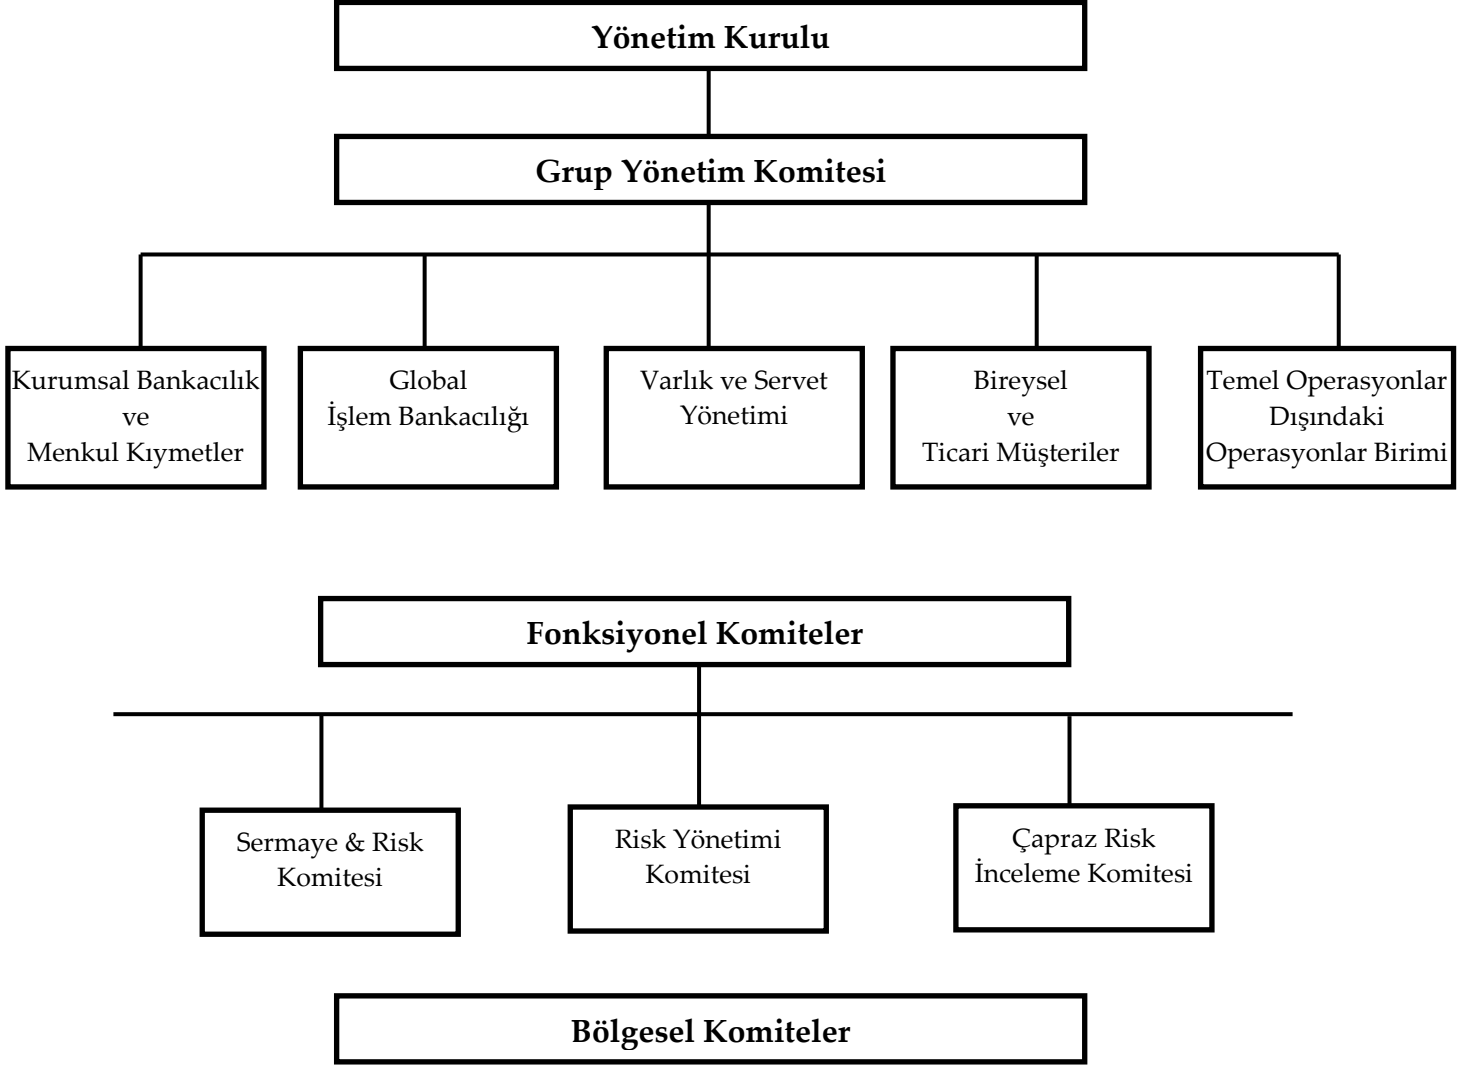 Yönetim Kurulu
Grup Yönetim Komitesi
Kurumsal Bankacılık
ve
Menkul Kıymetler
Global
İşlem Bankacılığı
Varlık ve Servet
Yönetimi
Bireysel
ve
Ticari Müşteriler
Temel Operasyonlar
Dışındaki
Operasyonlar Birimi
Fonksiyonel Komiteler
Sermaye & Risk
Komitesi
Risk Yönetimi
Komitesi
Çapraz Risk
İnceleme Komitesi
Bölgesel Komiteler